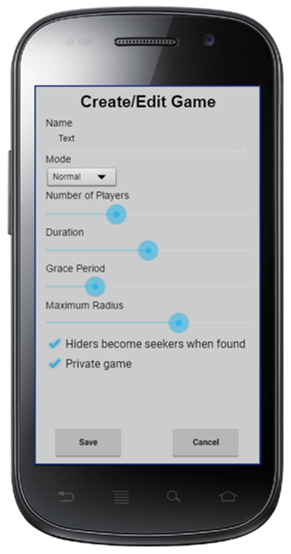 Create/Edit Game
Name
Text
Mode
Normal
Number of Players
Duration
Grace Period
Maximum Radius
Hiders become seekers when found
Private game
Save Cancel